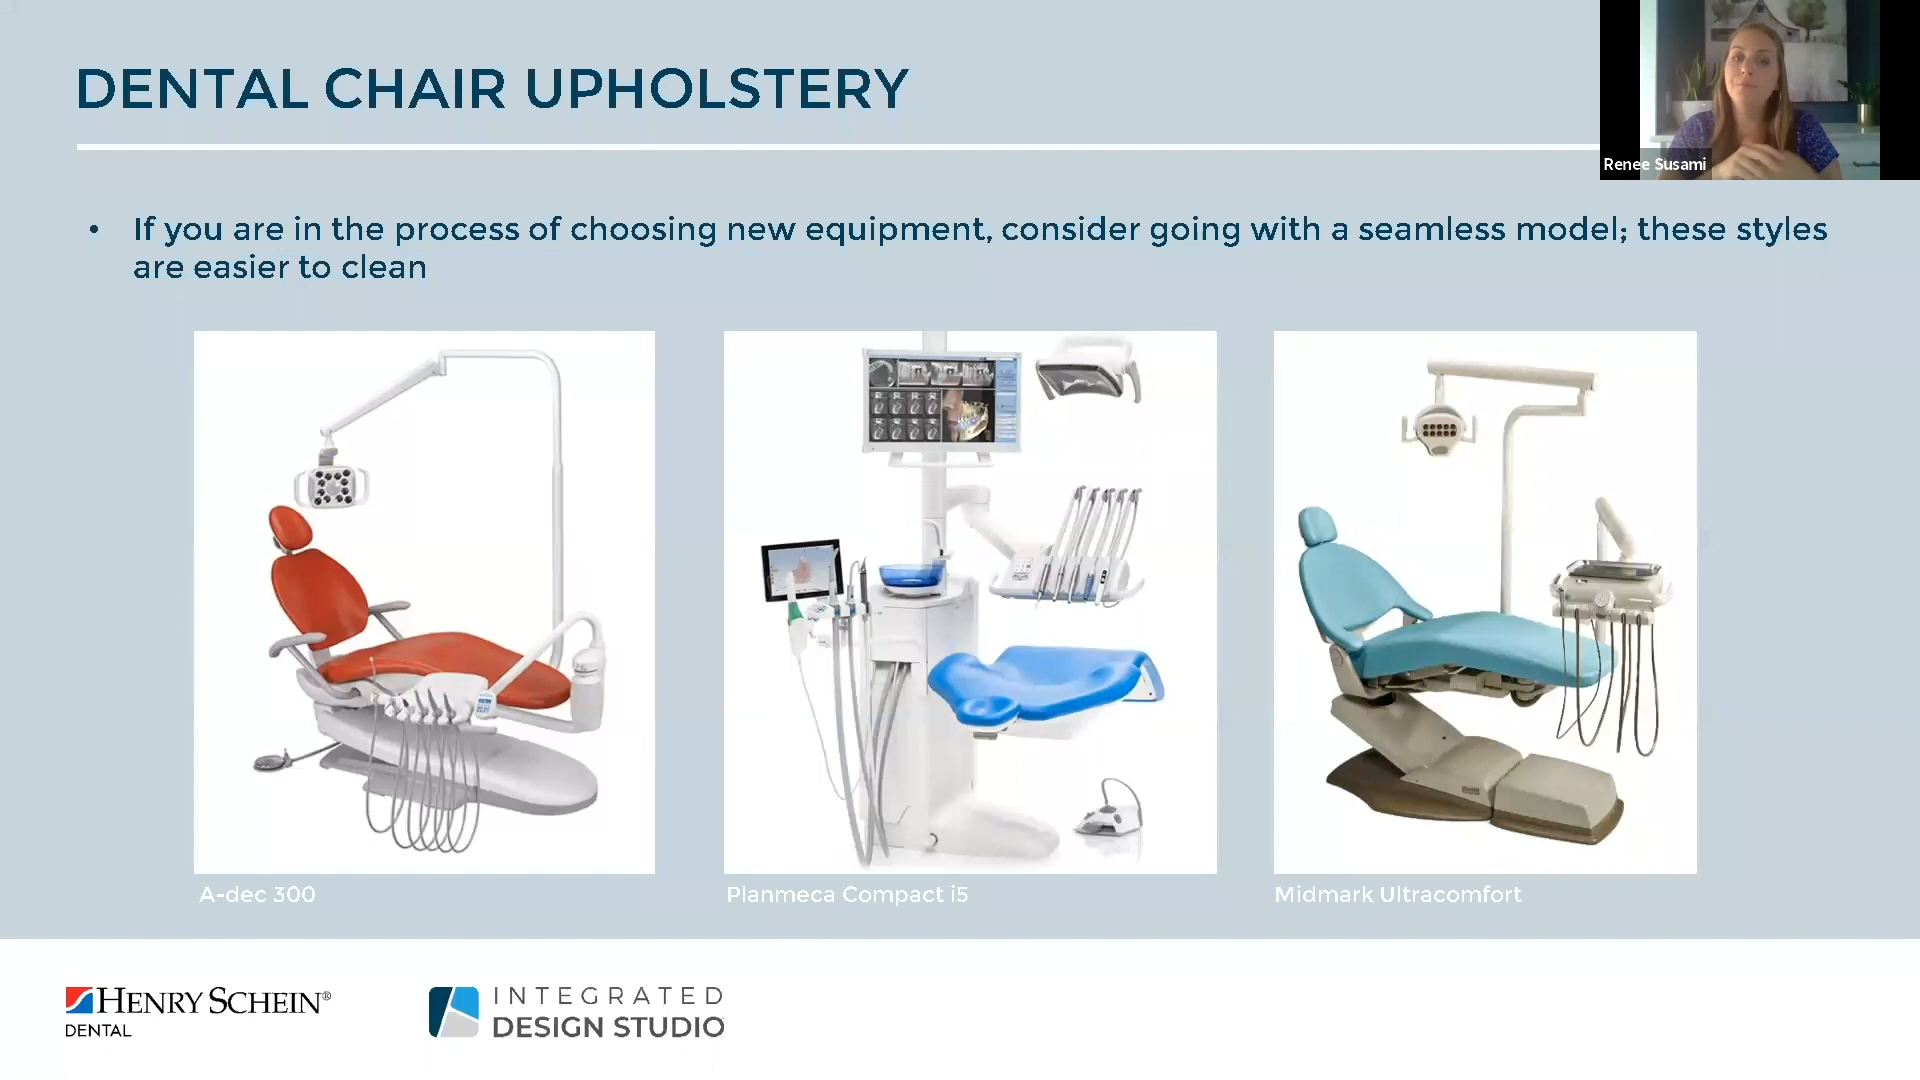 DENTAL CHAIR UPHOLSTERY
Renee Susami
• If you are in the process of choosing new equipment, consider going with a seamless model; these styles
are easier to clean
A-dec 300
Planmeca Compact i5
Midmark Ultracomfort
HENRY SCHEIN®
DENTAL
INTEGRATED
DESIGN STUDIO